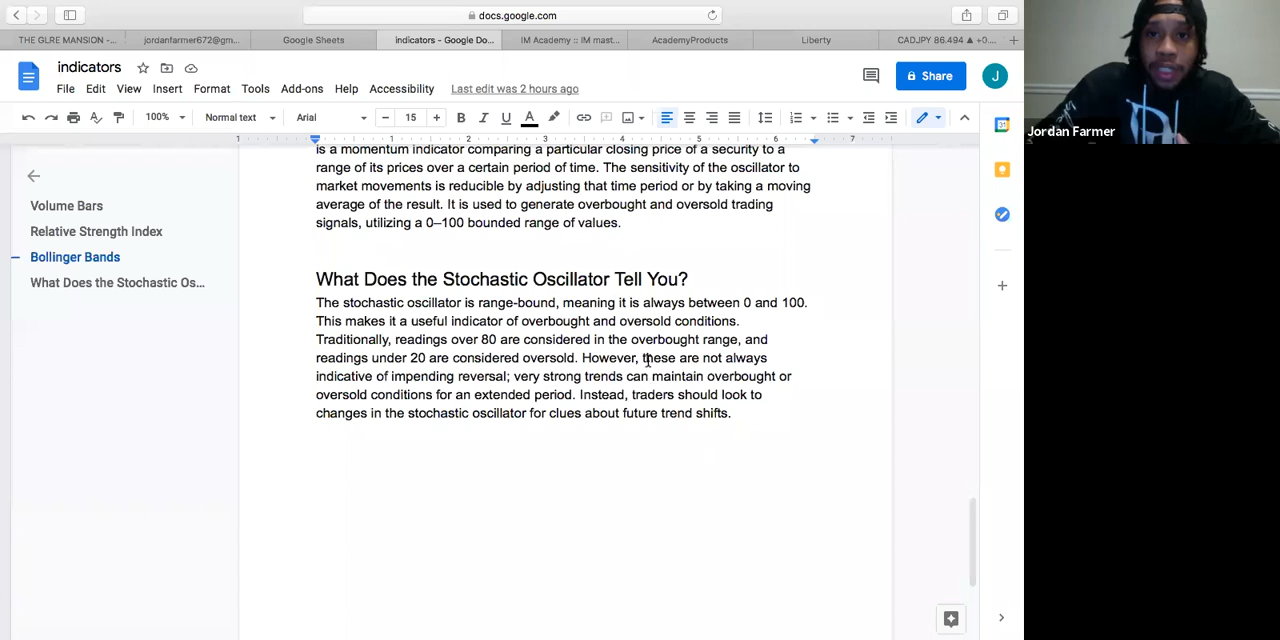 docs.google.com
THE GLRE MANSION -...
jordanfarmer672@gm...
Google Sheets
indicators - Google Do...
IM Academy :: IM mast...
AcademyProducts
Liberty
CADJPY 86.494 ▲ +0....
indicators
File Edit View Insert Format Tools Add-ons Help Accessibility Last edit was 2 hours ago
Share
J
100% Normal text Arial 15 B I U A
1 1 2 3 4 5 6 7
Jordan Farmer
Volume Bars
Relative Strength Index
Bollinger Bands
What Does the Stochastic Os...
is a momentum indicator comparing a particular closing price of a security to a
range of its prices over a certain period of time. The sensitivity of the oscillator to
market movements is reducible by adjusting that time period or by taking a moving
average of the result. It is used to generate overbought and oversold trading
signals, utilizing a 0–100 bounded range of values.
What Does the Stochastic Oscillator Tell You?
The stochastic oscillator is range-bound, meaning it is always between 0 and 100.
This makes it a useful indicator of overbought and oversold conditions.
Traditionally, readings over 80 are considered in the overbought range, and
readings under 20 are considered oversold. However, these are not always
indicative of impending reversal; very strong trends can maintain overbought or
oversold conditions for an extended period. Instead, traders should look to
changes in the stochastic oscillator for clues about future trend shifts.